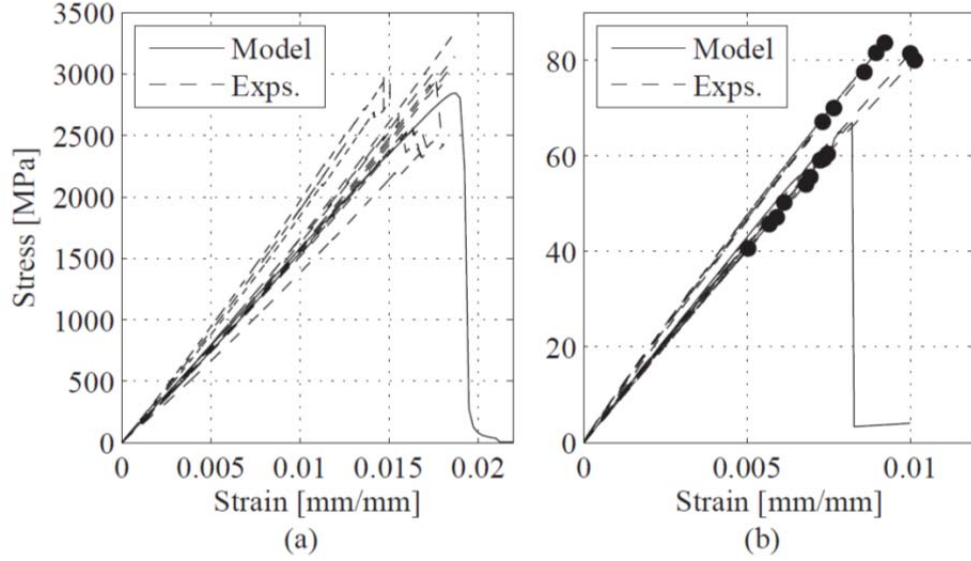 Stress [MPa]
3500
3000
2500
2000
1500
1000
500
0
Model
Exps.
0 0.005 0.01 0.015 0.02
Strain [mm/mm]
(a)
80
60
40
20
0
Model
Exps.
0 0.005 0.01
Strain [mm/mm]
(b)